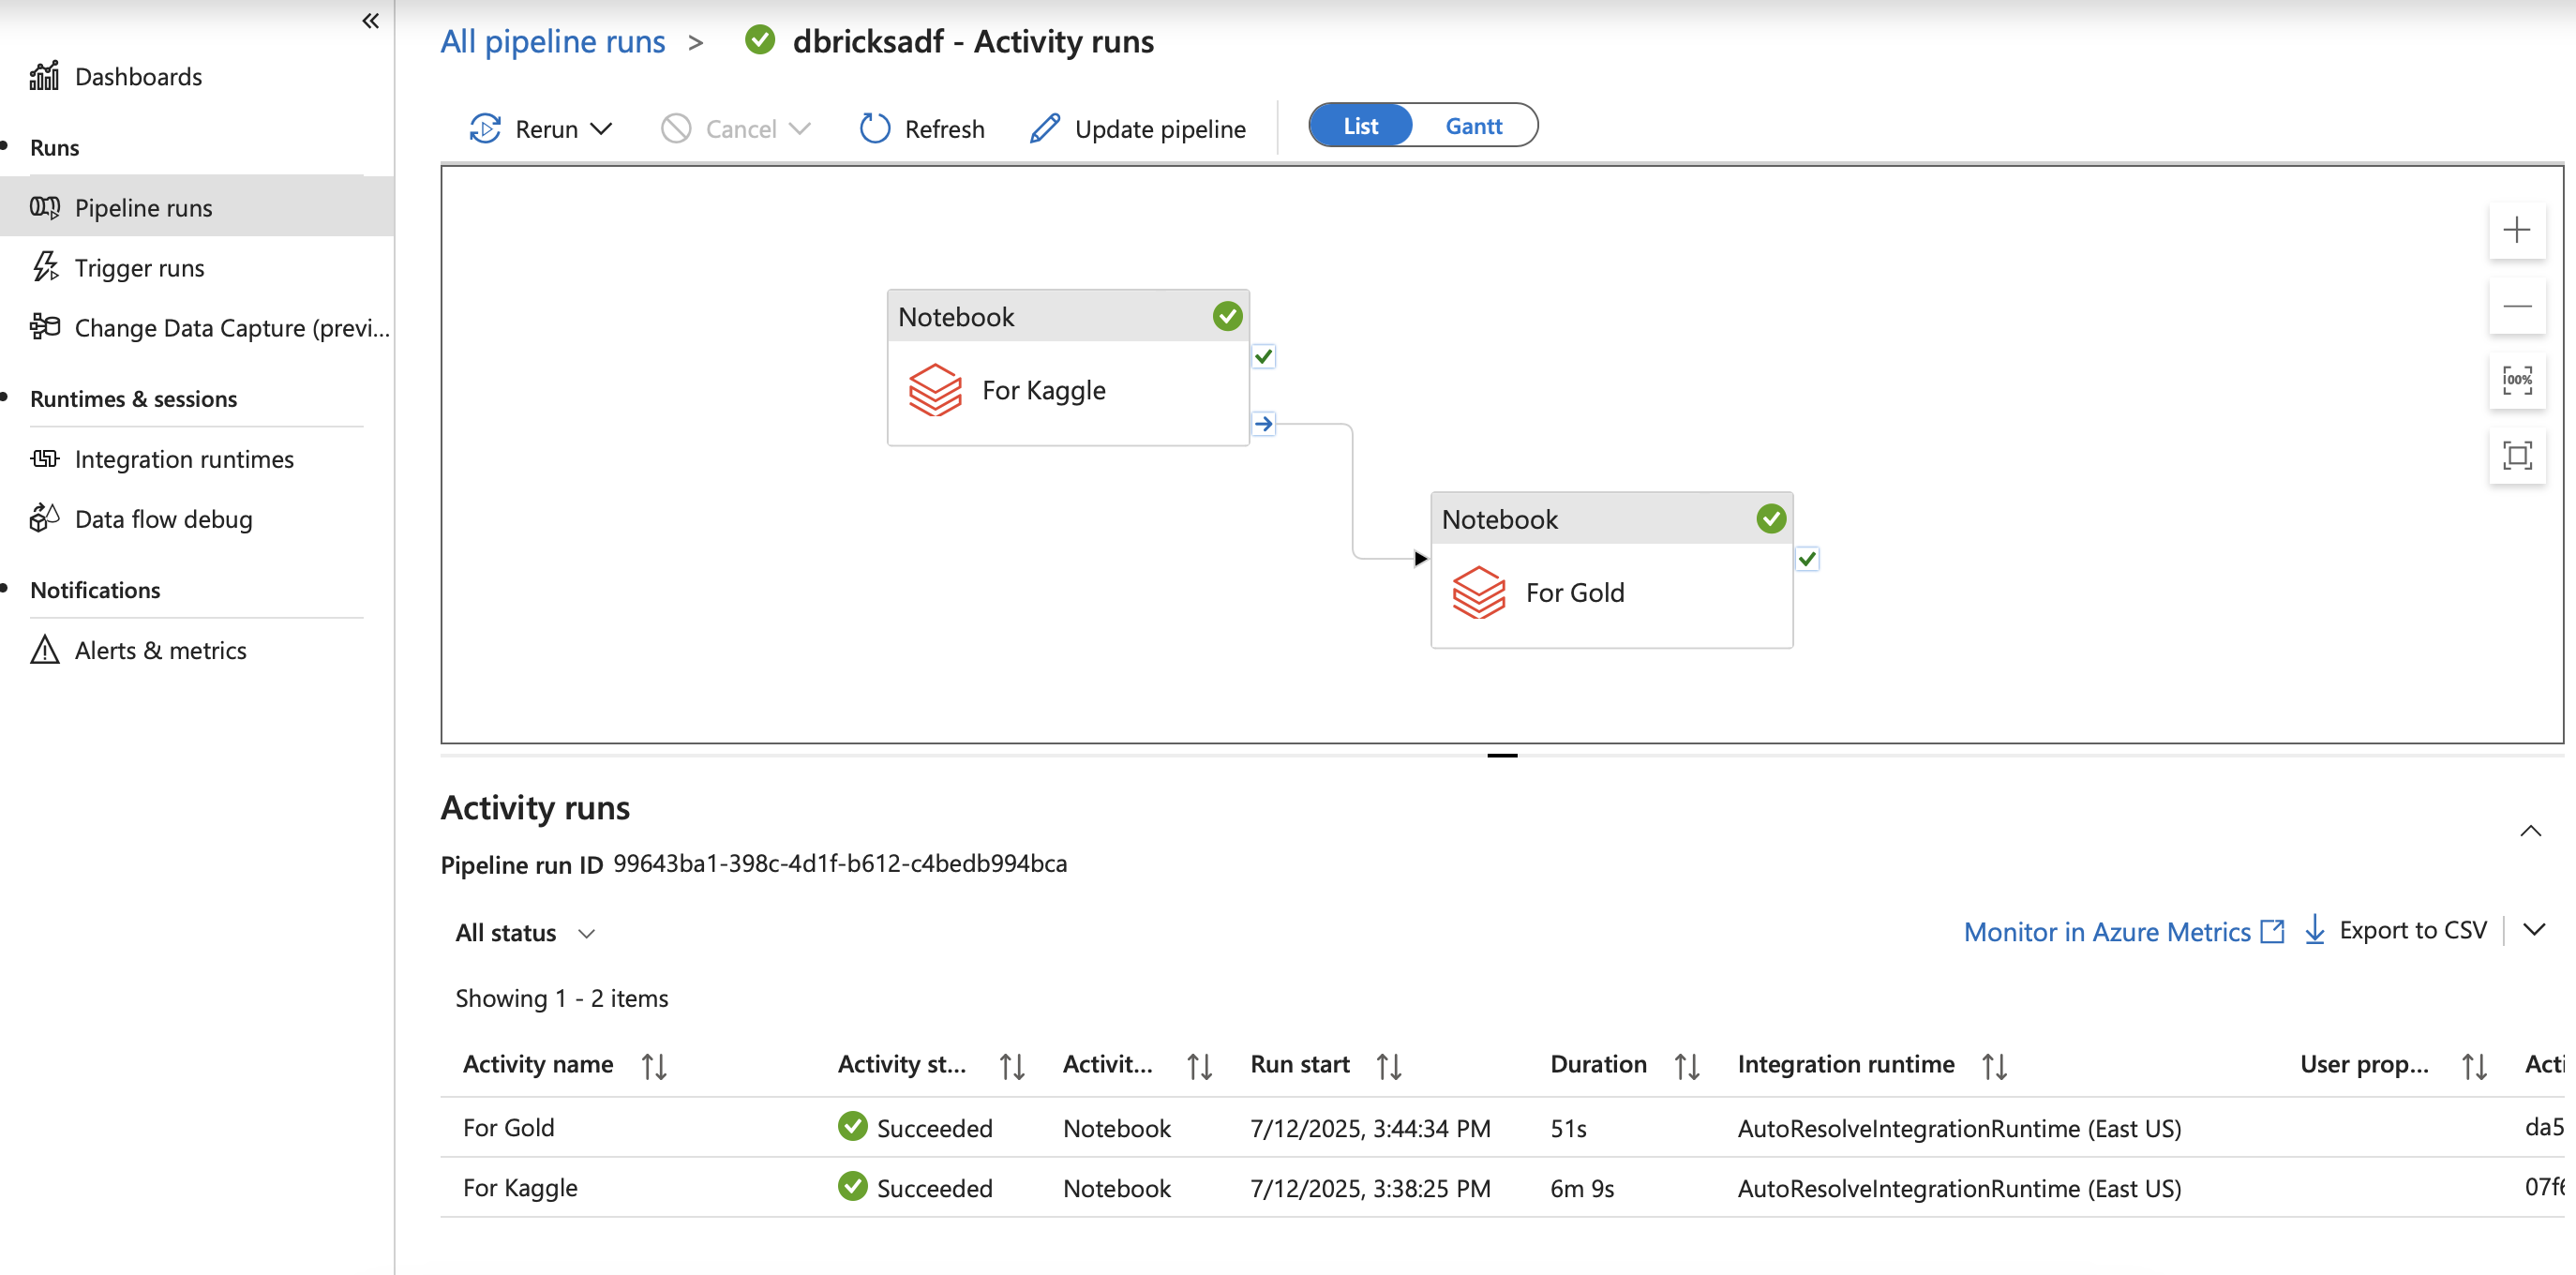 «
Dashboards
Runs
Pipeline runs
Trigger runs
Change Data Capture (previ...
Runtimes & sessions
Integration runtimes
Data flow debug
Notifications
Alerts & metrics
All pipeline runs > dbricksadf - Activity runs
Rerun Cancel Refresh Update pipeline List Gantt
Notebook
For Kaggle
Notebook
For Gold
100%
Activity runs
Pipeline run ID 99643ba1-398c-4d1f-b612-c4bedb994bca
All status Monitor in Azure Metrics Export to CSV
Showing 1 - 2 items
Activity name Activity st... Activit... Run start Duration Integration runtime User prop... Acti
For Gold Succeeded Notebook 7/12/2025, 3:44:34 PM 51s AutoResolveIntegrationRuntime (East US) da5
For Kaggle Succeeded Notebook 7/12/2025, 3:38:25 PM 6m 9s AutoResolveIntegrationRuntime (East US) 07f6